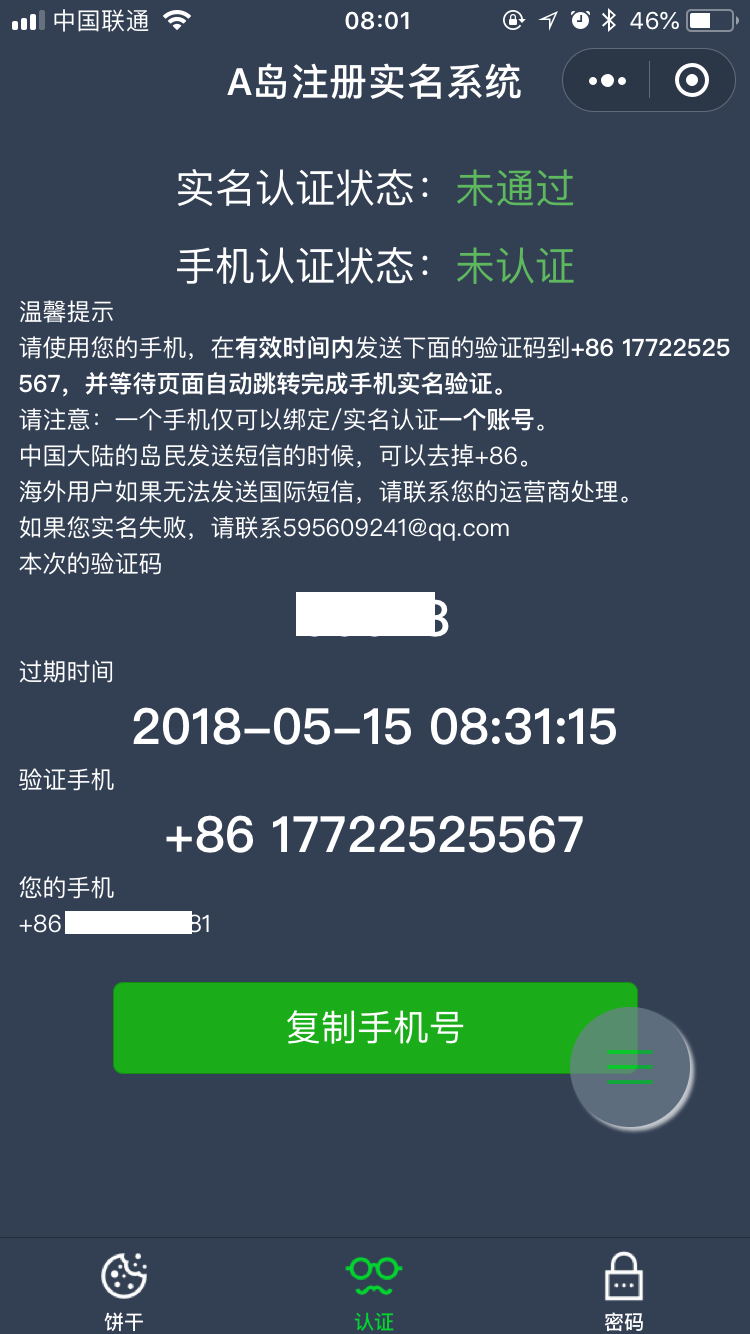 中国联通 08:01 46%
A岛注册实名系统
实名认证状态：未通过
手机认证状态：未认证
温馨提示
请使用您的手机，在有效时间内发送下面的验证码到+86 17722525
567，并等待页面自动跳转完成手机实名验证。
请注意：一个手机仅可以绑定/实名认证一个账号。
中国大陆的岛民发送短信的时候，可以去掉+86。
海外用户如果无法发送国际短信，请联系您的运营商处理。
如果您实名失败，请联系595609241@qq.com
本次的验证码
过期时间
2018-05-15 08:31:15
验证手机
+86 17722525567
您的手机
+86 81
复制手机号
饼干 认证 密码